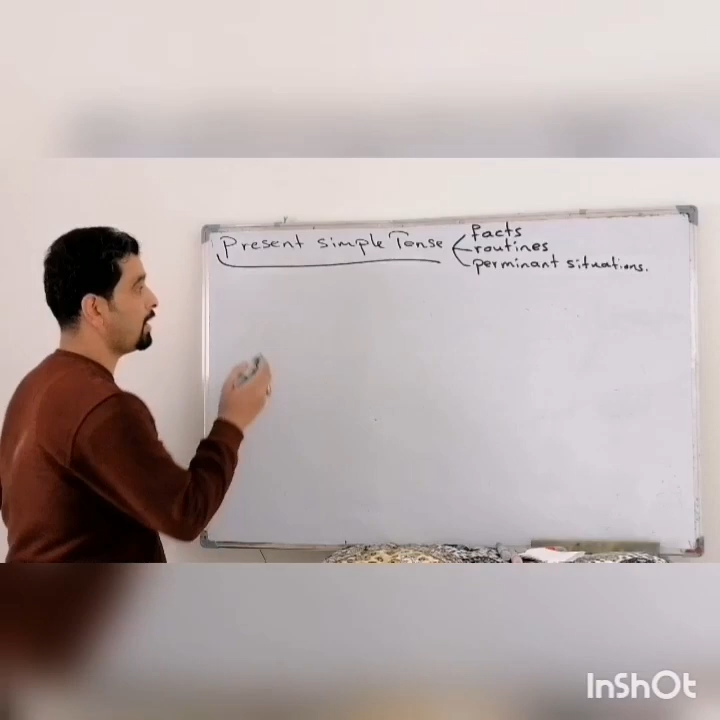 Present simple Tense
facts
routines
perminant situations.
InShOt